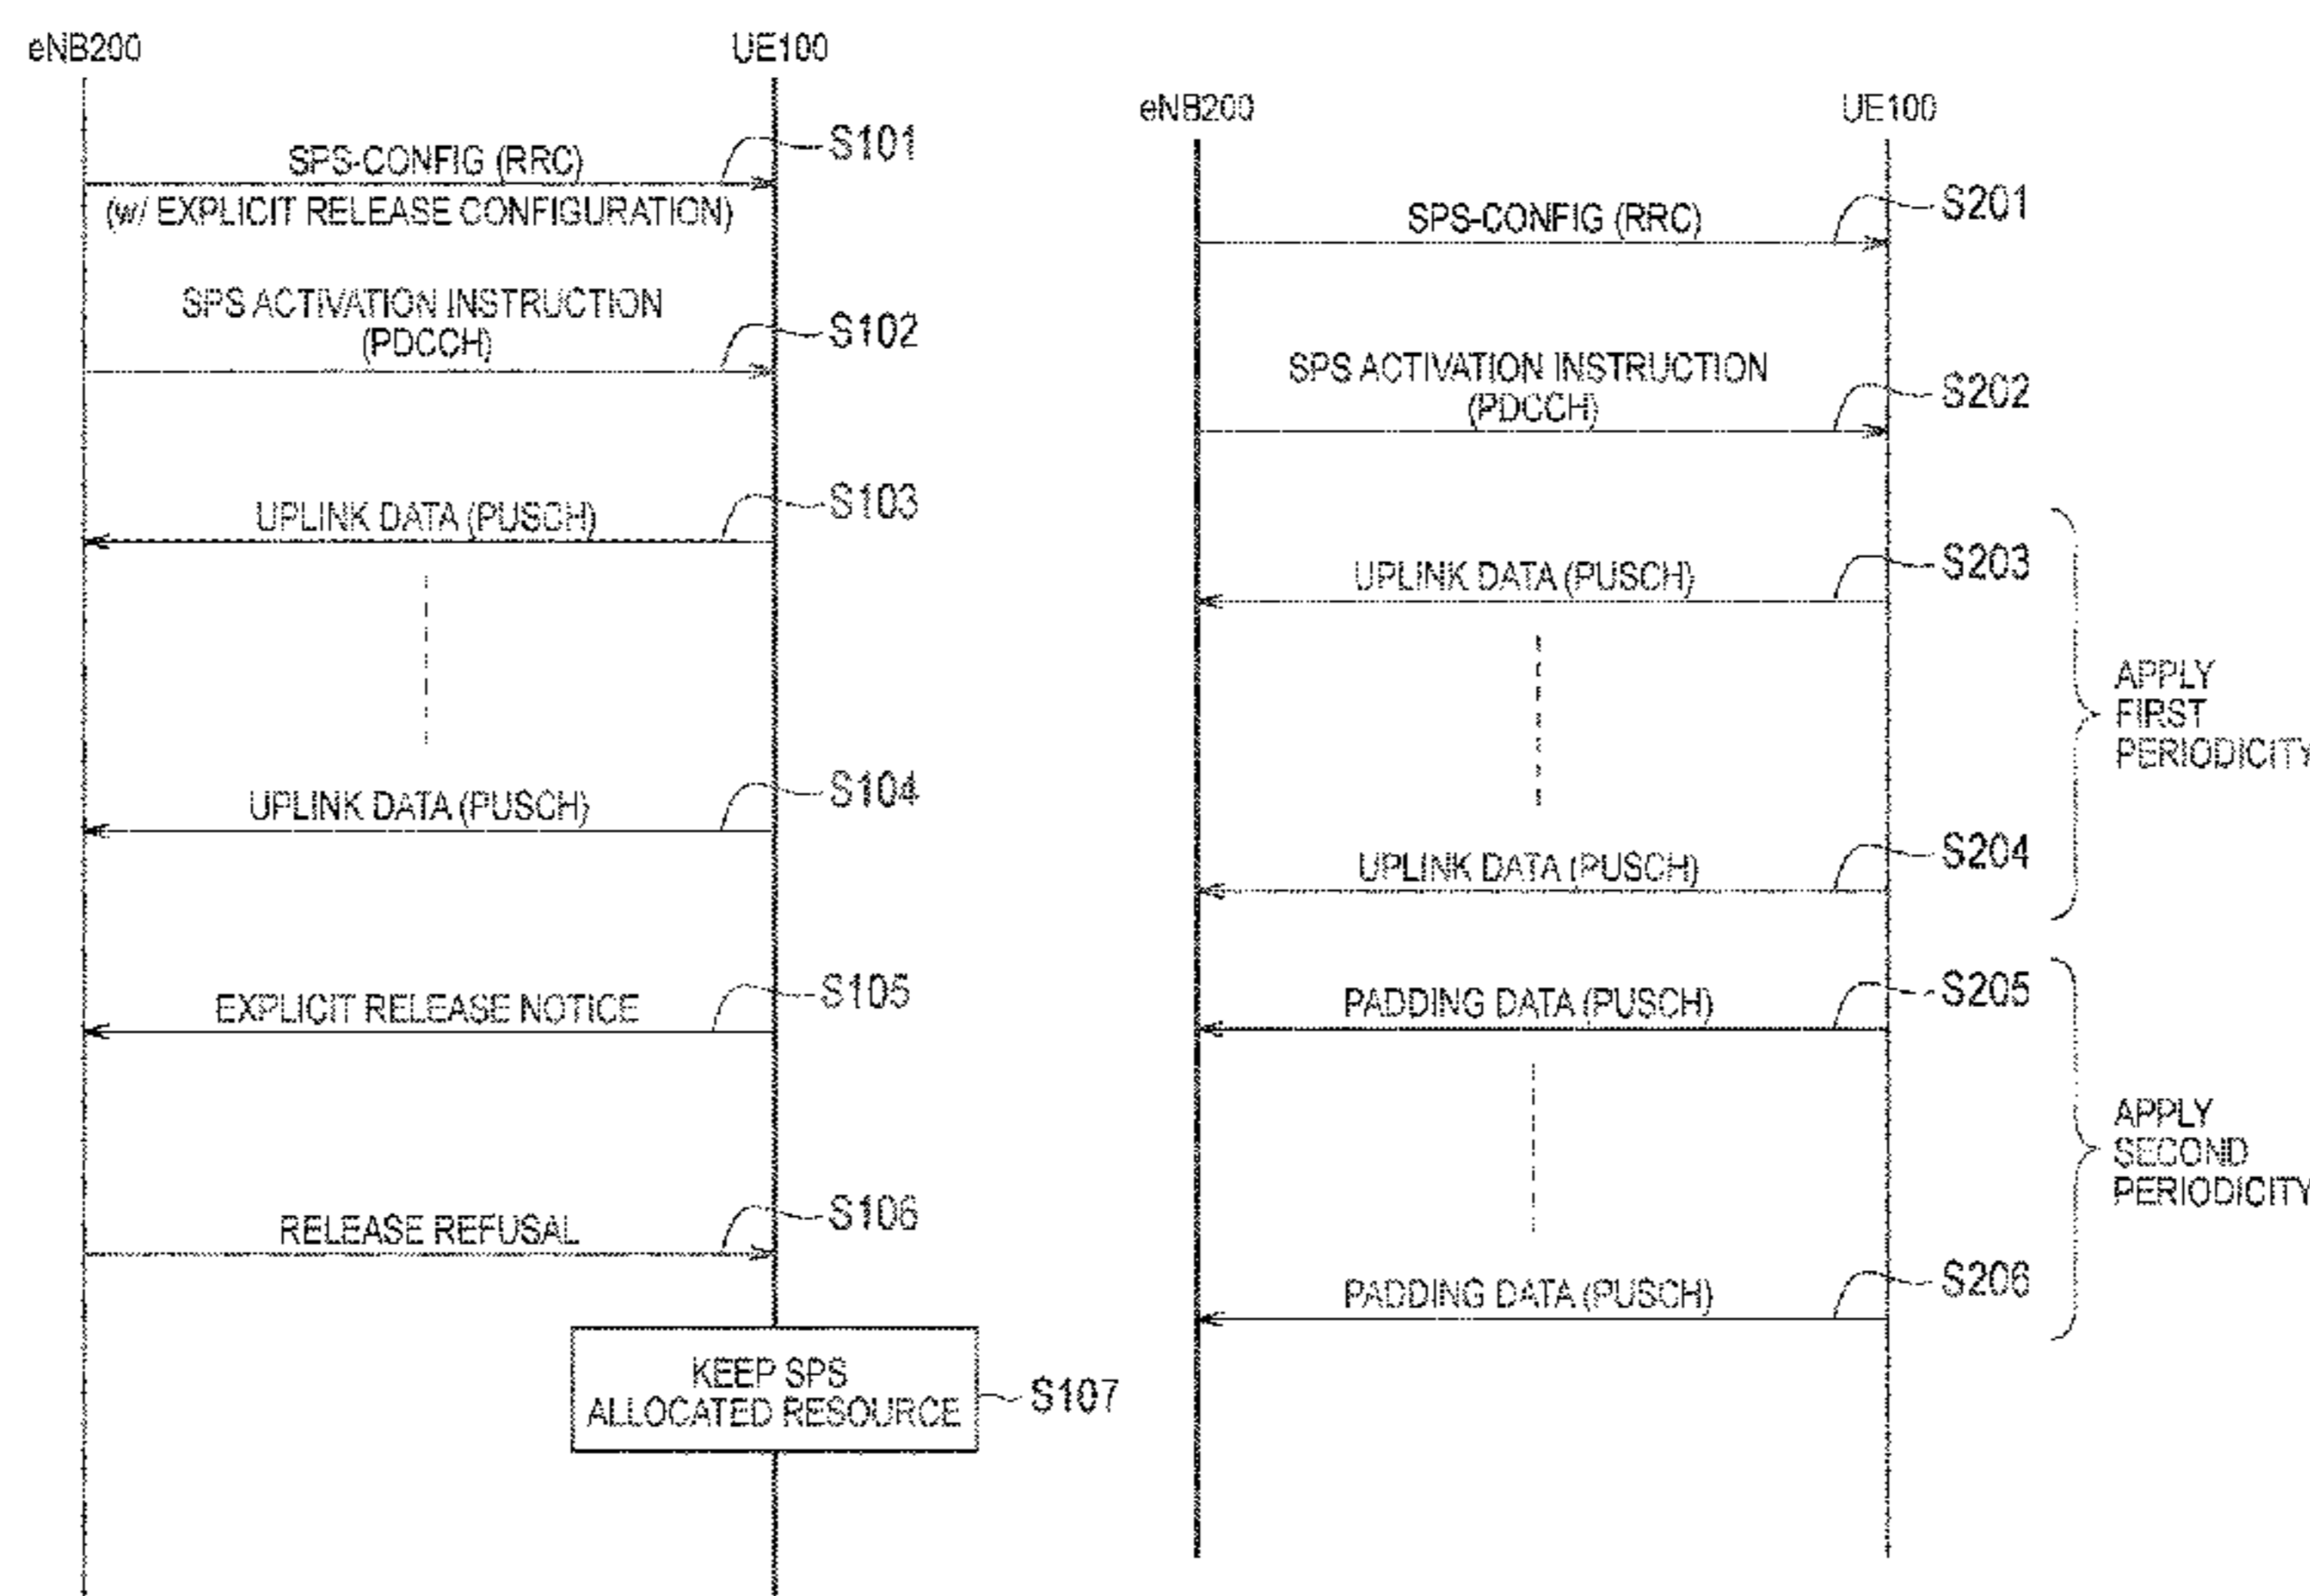 eNB200
UE100
SPS-CONFIG (RRC)
S101
(w/ EXPLICIT RELEASE CONFIGURATION)
SPS ACTIVATION INSTRUCTION
(PDCCH)
S102
UPLINK DATA (PUSCH)
S103
UPLINK DATA (PUSCH)
S104
EXPLICIT RELEASE NOTICE
S105
RELEASE REFUSAL
S106
KEEP SPS
ALLOCATED RESOURCE
S107
eNB200
UE100
SPS-CONFIG (RRC)
S201
SPS ACTIVATION INSTRUCTION
(PDCCH)
S202
UPLINK DATA (PUSCH)
S203
APPLY
FIRST
PERIODICITY
UPLINK DATA (PUSCH)
S204
PADDING DATA (PUSCH)
S205
APPLY
SECOND
PERIODICITY
PADDING DATA (PUSCH)
S206